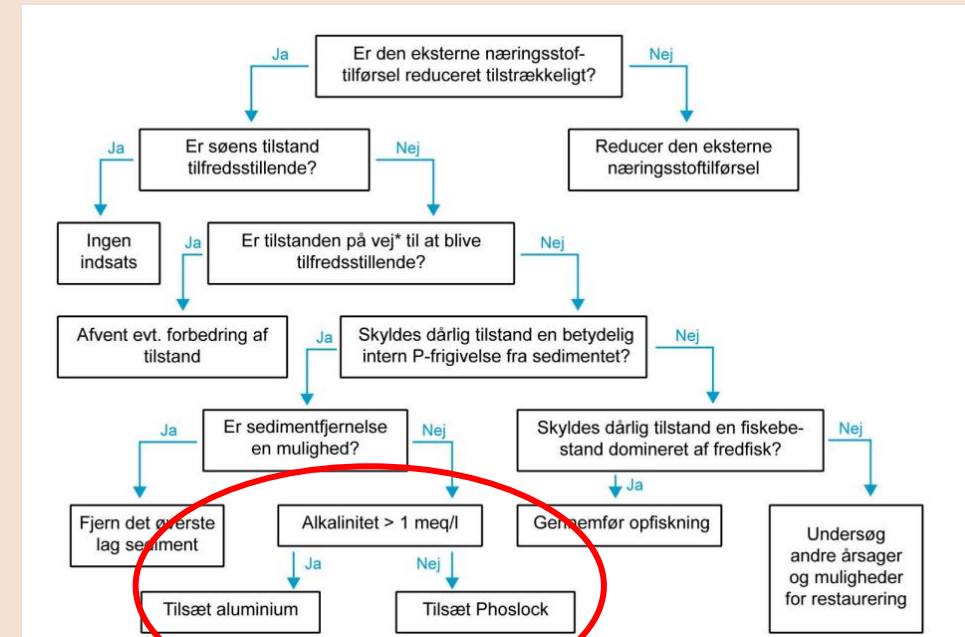 Ja
Er den eksterne næringsstof-
tilførsel reduceret tilstrækkeligt?
Nej
Ja
Er søens tilstand
tilfredsstillende?
Nej
Reducer den eksterne
næringsstoftilførsel
Ingen
indsats
Ja
Er tilstanden på vej* til at blive
tilfredsstillende?
Nej
Afvent evt. forbedring af
tilstand
Ja
Skyldes dårlig tilstand en betydelig
intern P-frigivelse fra sedimentet?
Nej
Ja
Er sedimentfjernelse
en mulighed?
Nej
Skyldes dårlig tilstand en fiskebe-
stand domineret af fredfisk?
Nej
Fjern det øverste
lag sediment
Alkalinitet > 1 meq/l
Ja
Gennemfør opfiskning
Undersøg
andre årsager
og muligheder
for restaurering
Ja
Nej
Tilsæt aluminium
Tilsæt Phoslock